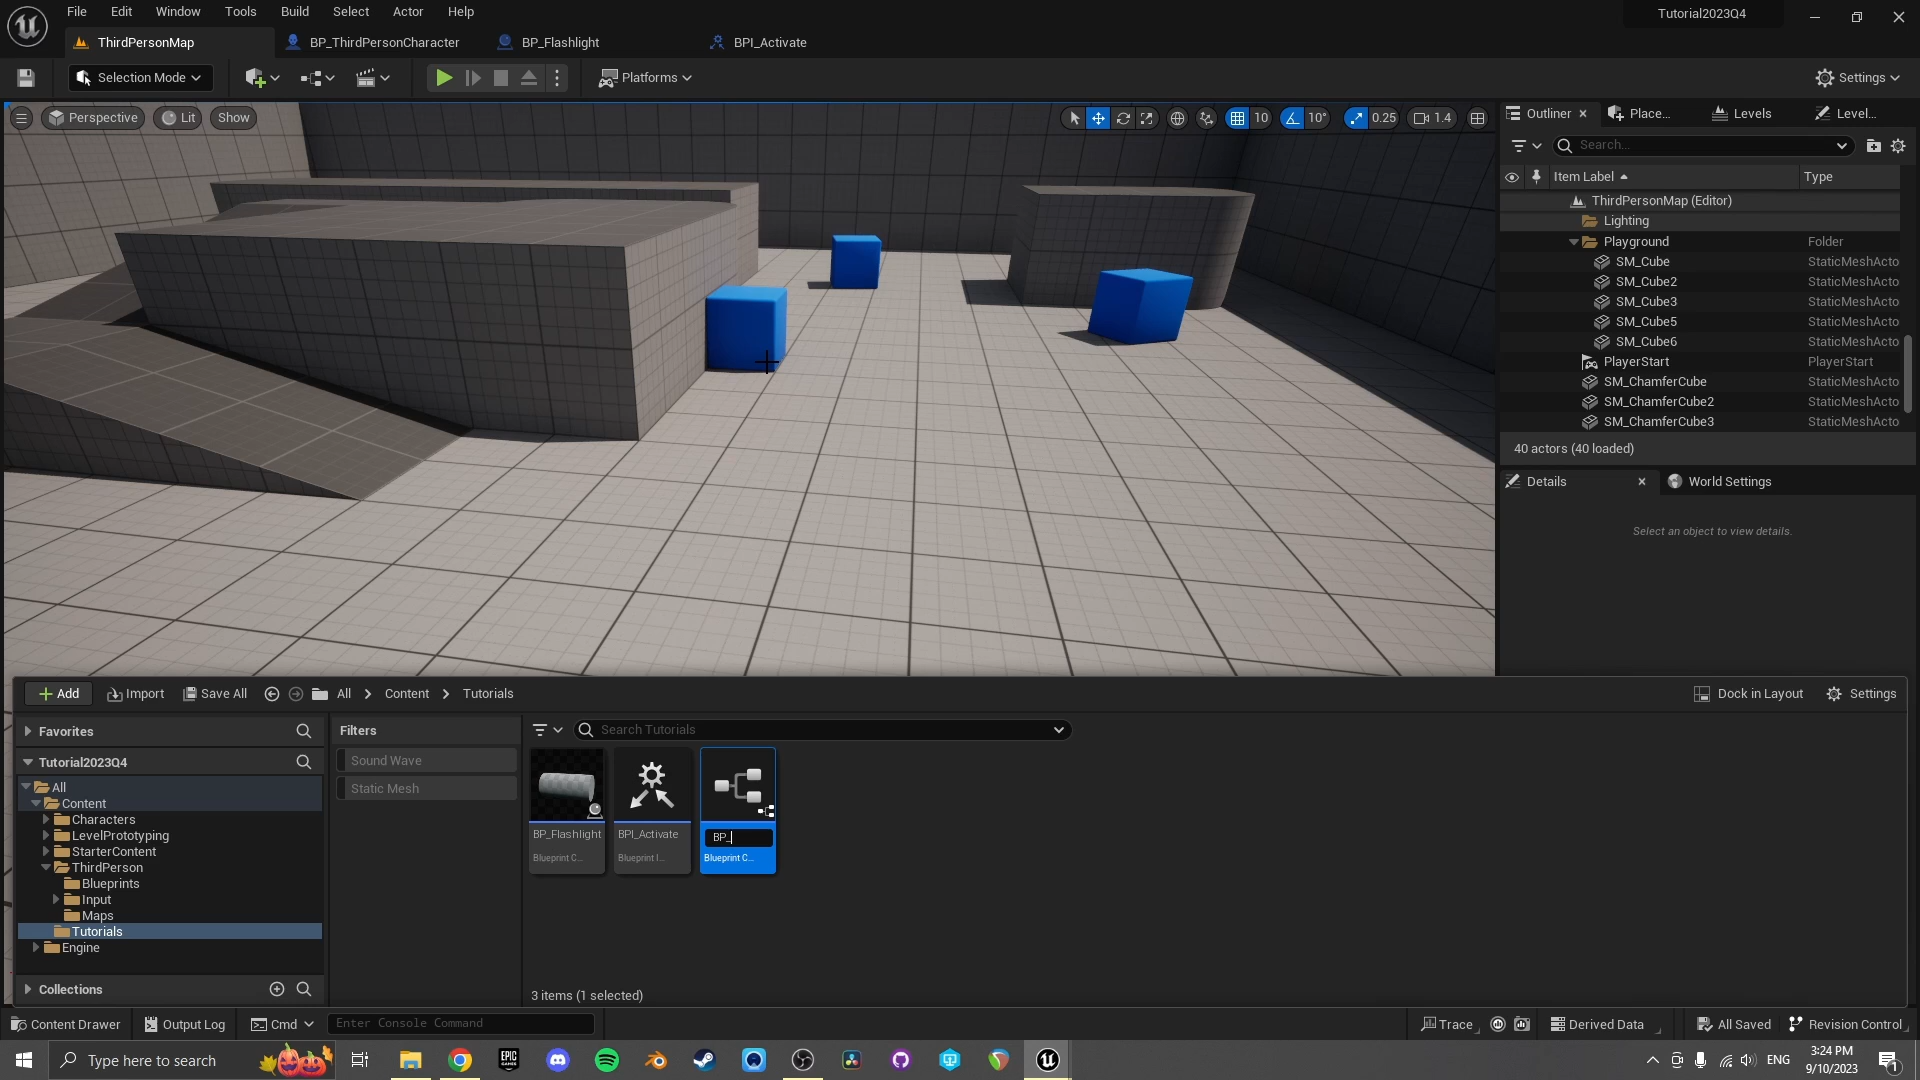 File Edit Window Tools Build Select Actor Help
Tutorial2023Q4
ThirdPersonMap BP_ThirdPersonCharacter BP_Flashlight BPI_Activate
Selection Mode Platforms Settings
Perspective Lit Show 10 10° 0.25 1.4
Outliner Place... Levels Level...
Search...
Item Label Type
ThirdPersonMap (Editor)
Lighting
Playground Folder
SM_Cube StaticMeshActo
SM_Cube2 StaticMeshActo
SM_Cube3 StaticMeshActo
SM_Cube5 StaticMeshActo
SM_Cube6 StaticMeshActo
PlayerStart PlayerStart
SM_ChamferCube StaticMeshActo
SM_ChamferCube2 StaticMeshActo
SM_ChamferCube3 StaticMeshActo
40 actors (40 loaded)
Details World Settings
Select an object to view details.
Add Import Save All All Content Tutorials Dock in Layout Settings
Favorites
Tutorial2023Q4
All
Content
Characters
LevelPrototyping
StarterContent
ThirdPerson
Blueprints
Input
Maps
Tutorials
Engine
Collections
Filters
Sound Wave
Static Mesh
Search Tutorials
BP_Flashlight BPI_Activate BP_
Blueprint C... Blueprint I... Blueprint C...
3 items (1 selected)
Content Drawer Output Log Cmd Enter Console Command Trace Derived Data All Saved Revision Control
Type here to search EPIC GAMES ENG 3:24 PM
9/10/2023 1